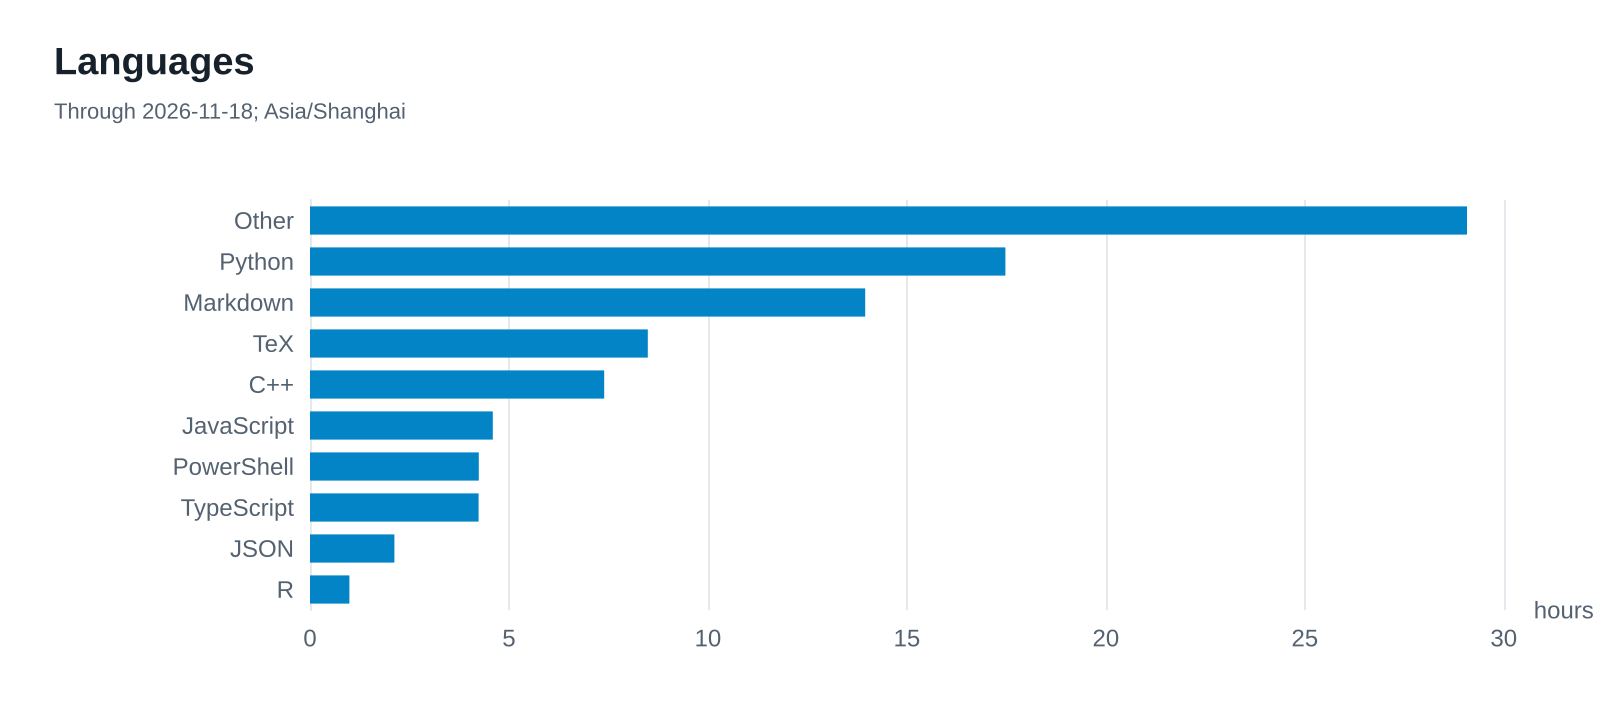 Languages
Through 2026-11-18; Asia/Shanghai
Other
Python
Markdown
TeX
C++
JavaScript
PowerShell
TypeScript
JSON
R
hours
0 5 10 15 20 25 30